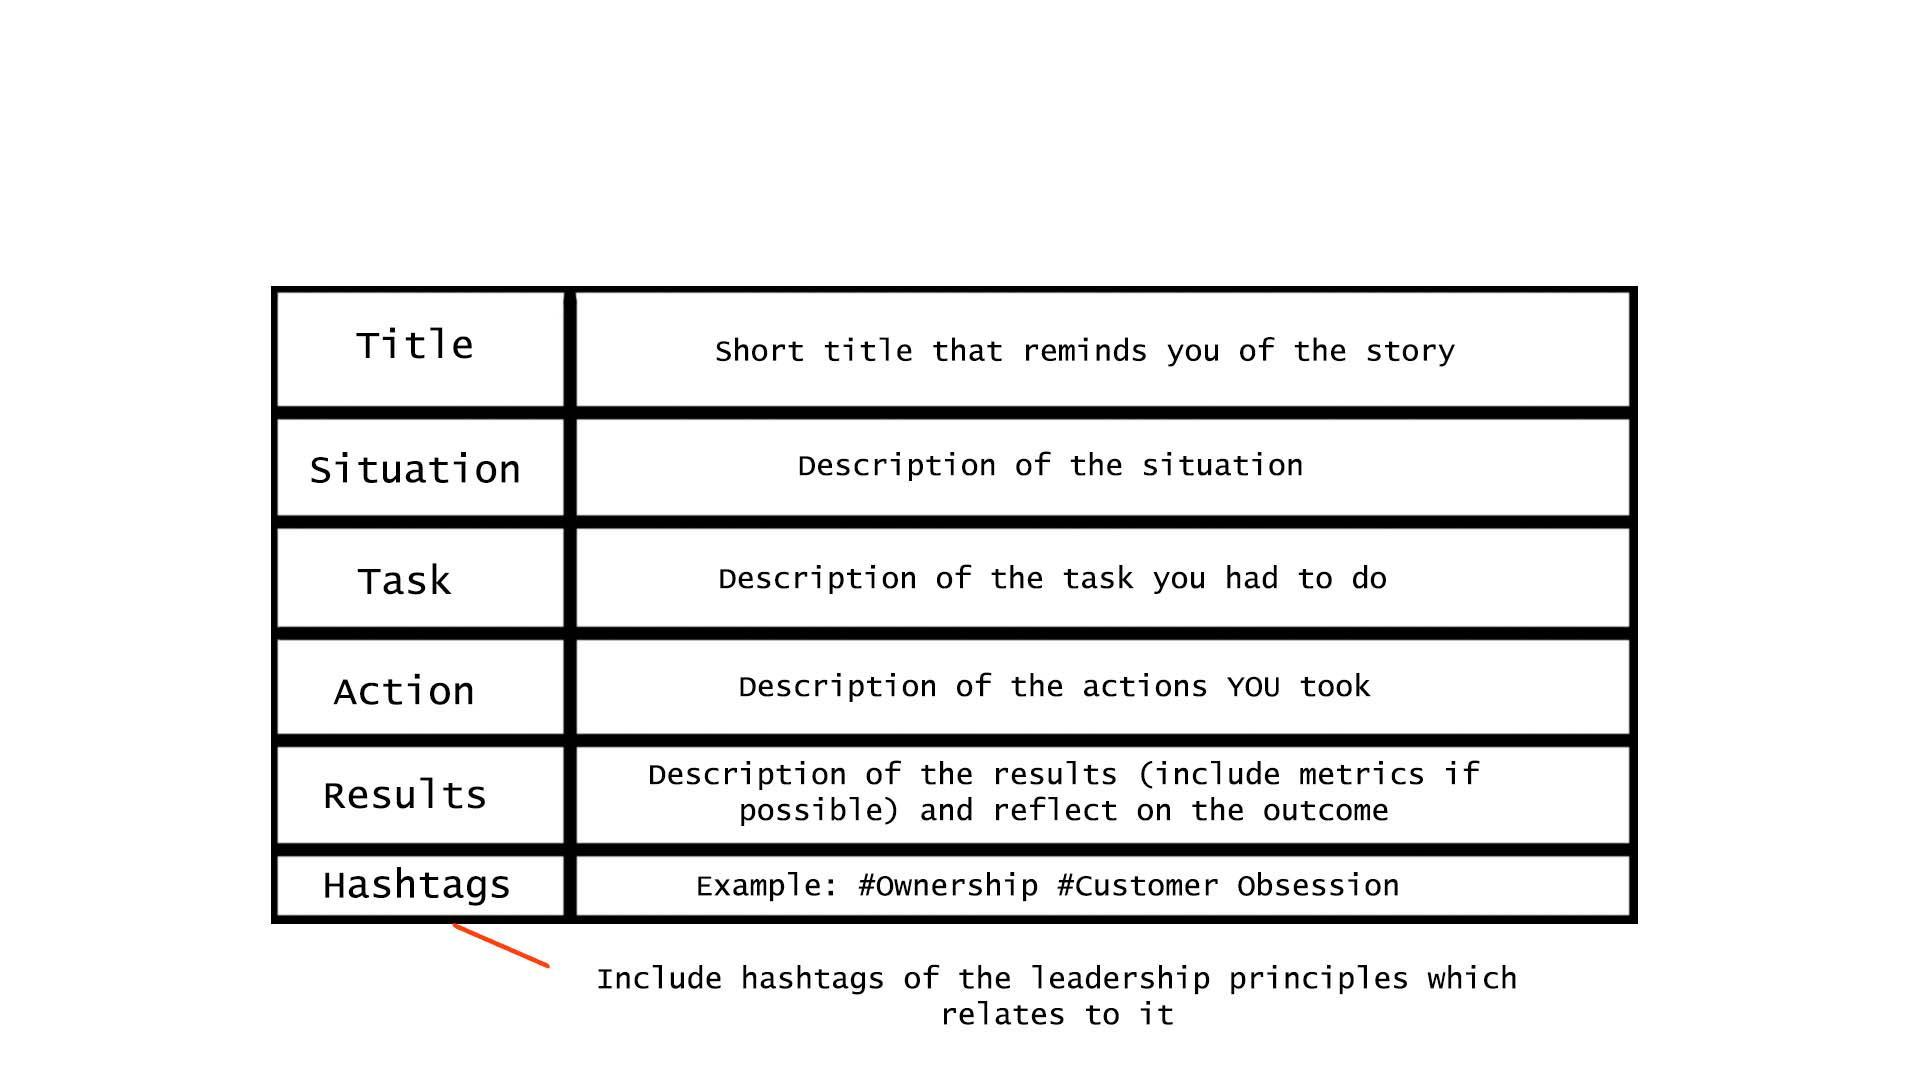 Title
Short title that reminds you of the story
Situation
Description of the situation
Task
Description of the task you had to do
Action
Description of the actions YOU took
Results
Description of the results (include metrics if
possible) and reflect on the outcome
Hashtags
Example: #Ownership #Customer Obsession
Include hashtags of the leadership principles which
relates to it